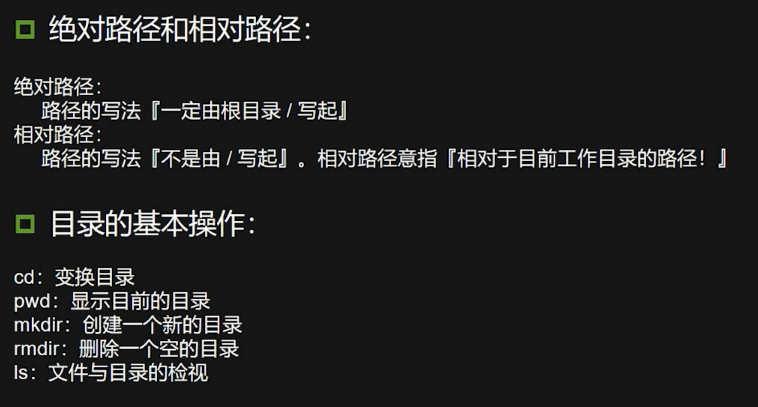 绝对路径和相对路径：
绝对路径：
路径的写法『一定由根目录 / 写起』
相对路径：
路径的写法『不是由 / 写起』。相对路径意指『相对于目前工作目录的路径！』
目录的基本操作：
cd：变换目录
pwd：显示目前的目录
mkdir：创建一个新的目录
rmdir：删除一个空的目录
ls：文件与目录的检视